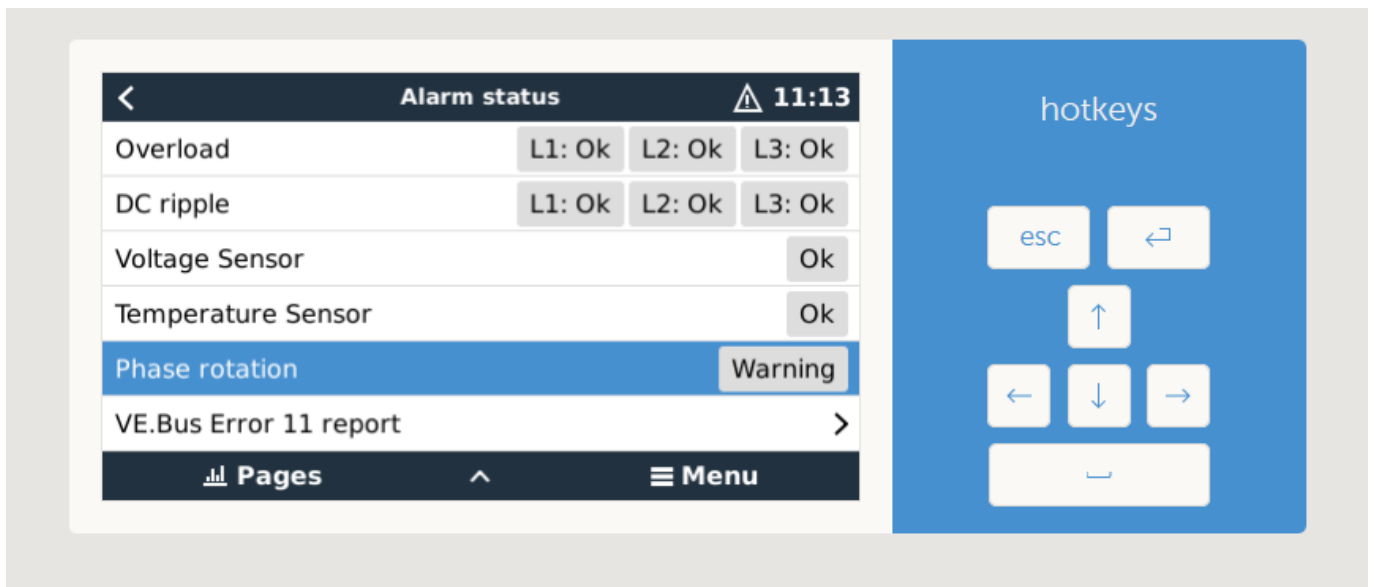 Alarm status 11:13
hotkeys
Overload L1: Ok L2: Ok L3: Ok
DC ripple L1: Ok L2: Ok L3: Ok
Voltage Sensor Ok
Temperature Sensor Ok
Phase rotation Warning
VE.Bus Error 11 report
Pages Menu
esc